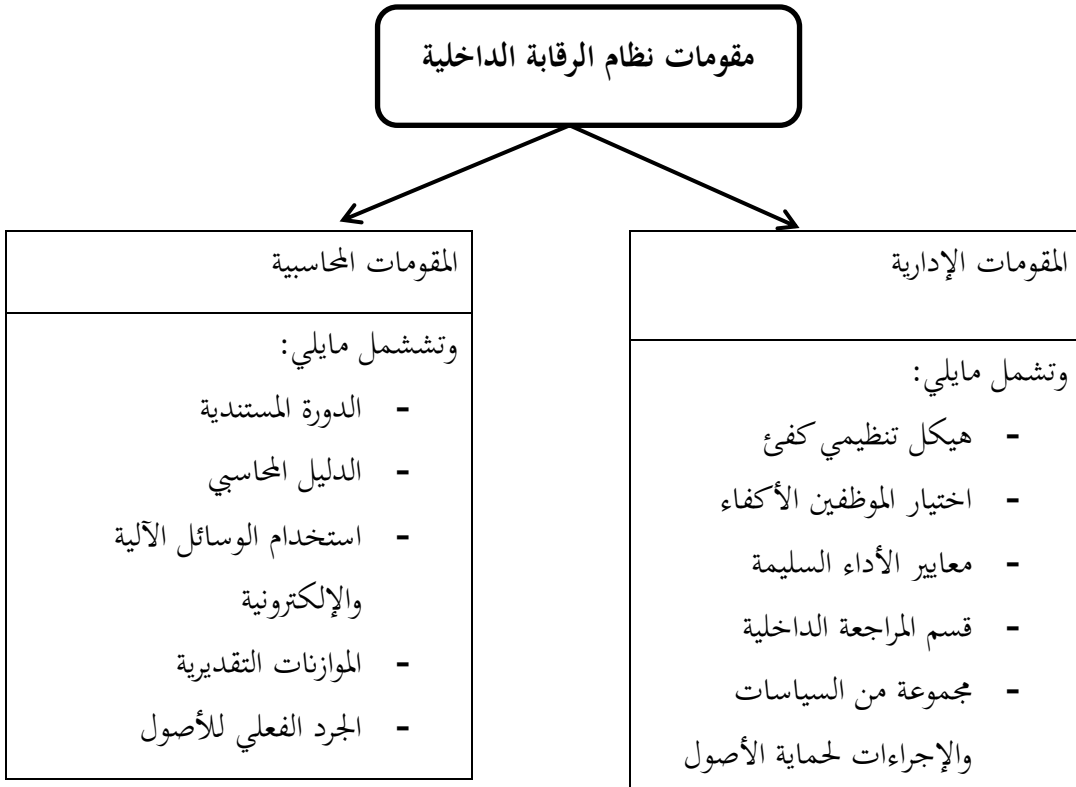 مقومات نظام الرقابة الداخلية
المقومات الإدارية
وتشمل مايلي:
- هيكل تنظيمي كفئ
- اختيار الموظفين الأكفاء
- معايير الأداء السليمة
- قسم المراجعة الداخلية
- مجموعة من السياسات
والإجراءات لحماية الأصول
المقومات المحاسبية
وتششمل مايلي:
- الدورة المستندية
- الدليل المحاسبي
- استخدام الوسائل الآلية
والإلكترونية
- الموازنات التقديرية
- الجرد الفعلي للأصول